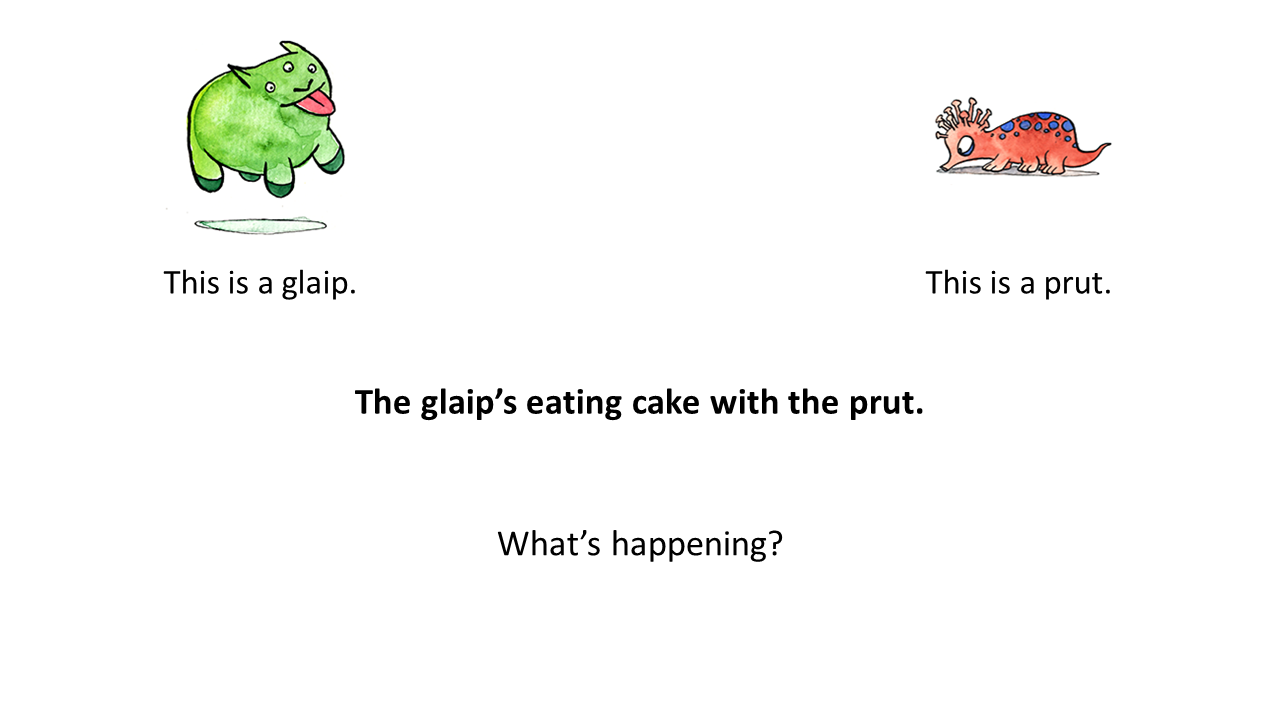 This is a glaip.
This is a prut.
The glaip’s eating cake with the prut.
What’s happening?